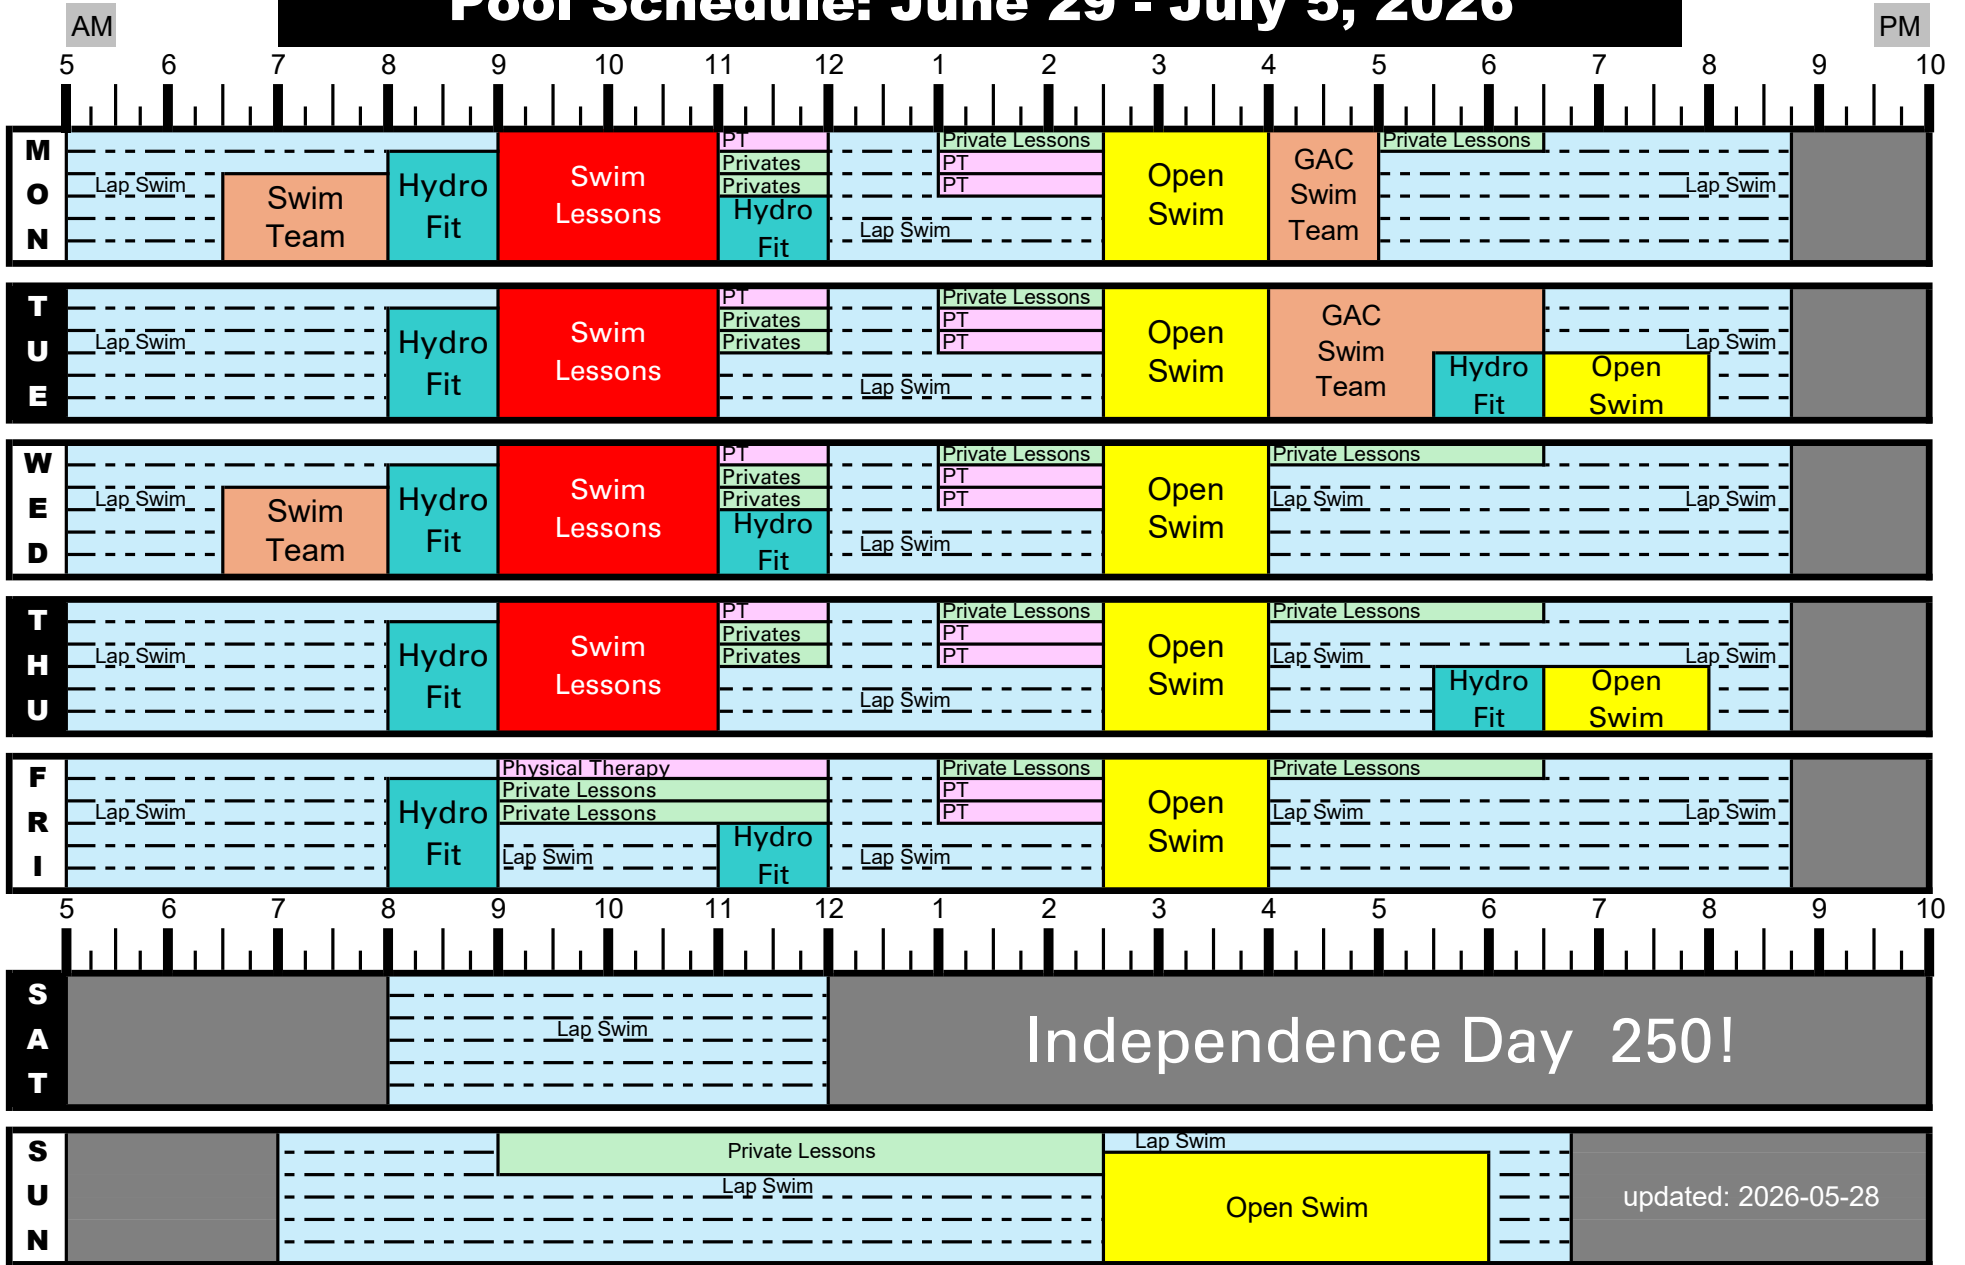 Pool Schedule: June 29 - July 5, 2026
AM
PM
5 6 7 8 9 10 11 12 1 2 3 4 5 6 7 8 9 10
MON
Lap Swim
Swim
Team
Hydro
Fit
Swim
Lessons
PT
Privates
Privates
Hydro
Fit
Lap Swim
Private Lessons
PT
PT
Open
Swim
GAC
Swim
Team
Private Lessons
Lap Swim
TUE
Lap Swim
Hydro
Fit
Swim
Lessons
PT
Privates
Privates
Lap Swim
Private Lessons
PT
PT
Open
Swim
GAC
Swim
Team
Hydro
Fit
Open
Swim
Lap Swim
WED
Lap Swim
Swim
Team
Hydro
Fit
Swim
Lessons
PT
Privates
Privates
Hydro
Fit
Lap Swim
Private Lessons
PT
PT
Open
Swim
Private Lessons
Lap Swim
Lap Swim
THU
Lap Swim
Hydro
Fit
Swim
Lessons
PT
Privates
Privates
Lap Swim
Private Lessons
PT
PT
Open
Swim
Private Lessons
Lap Swim
Hydro
Fit
Open
Swim
Lap Swim
FRI
Lap Swim
Hydro
Fit
Physical Therapy
Private Lessons
Private Lessons
Lap Swim
Hydro
Fit
Lap Swim
Private Lessons
PT
PT
Open
Swim
Private Lessons
Lap Swim
Lap Swim
5 6 7 8 9 10 11 12 1 2 3 4 5 6 7 8 9 10
SAT
Lap Swim
Independence Day 250!
SUN
Private Lessons
Lap Swim
Lap Swim
Open Swim
updated: 2026-05-28